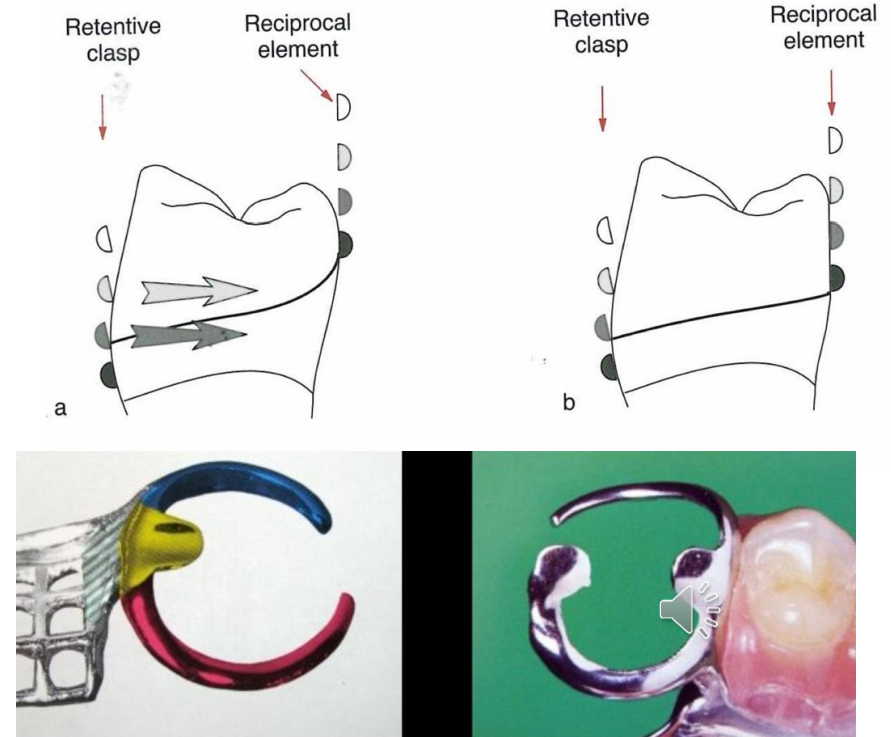 Retentive
clasp
Reciprocal
element
a
Retentive
clasp
Reciprocal
element
b